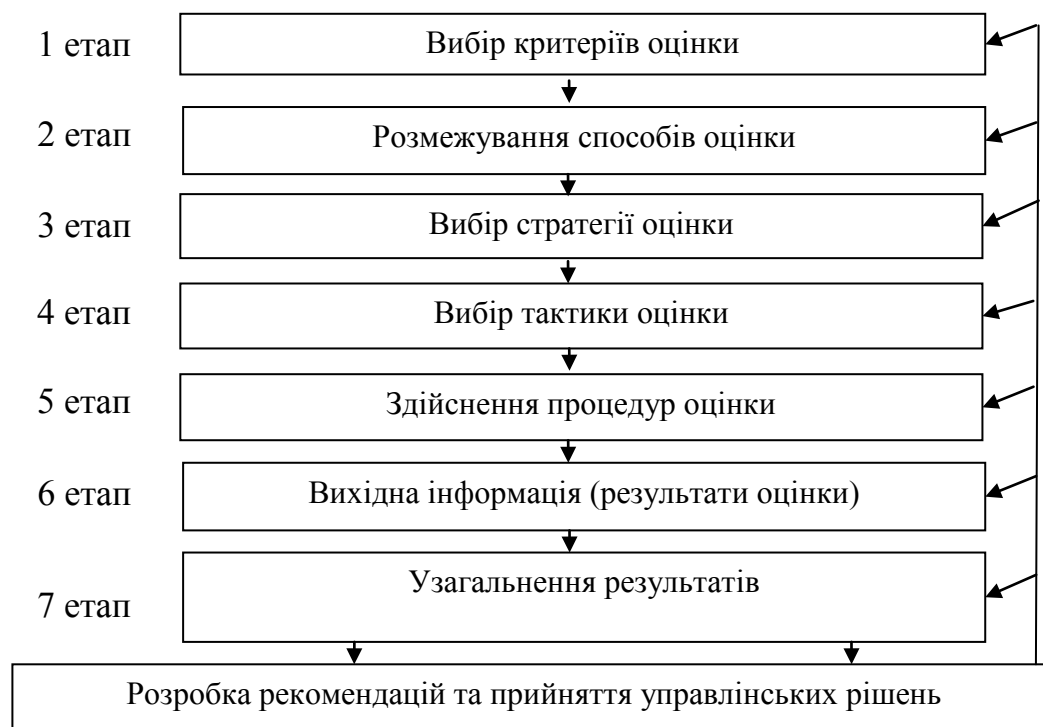 1 етап
Вибір критеріїв оцінки
2 етап
Розмежування способів оцінки
3 етап
Вибір стратегії оцінки
4 етап
Вибір тактики оцінки
5 етап
Здійснення процедур оцінки
6 етап
Вихідна інформація (результати оцінки)
7 етап
Узагальнення результатів
Розробка рекомендацій та прийняття управлінських рішень